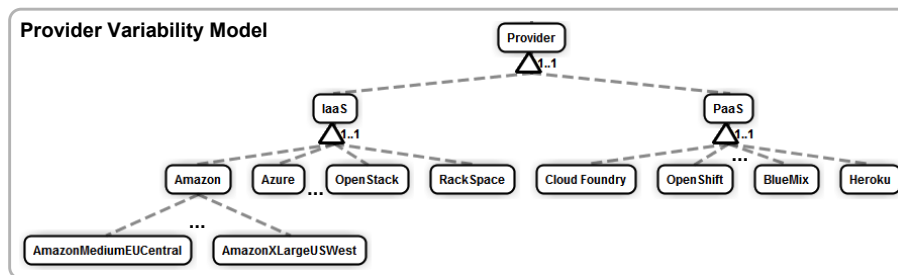 Provider Variability Model
Provider
1..1
IaaS
PaaS
1..1
1..1
Amazon
Azure
...
OpenStack
RackSpace
Cloud Foundry
OpenShift
...
BlueMix
Heroku
...
AmazonMediumEUCentral
AmazonXLargeUSWest